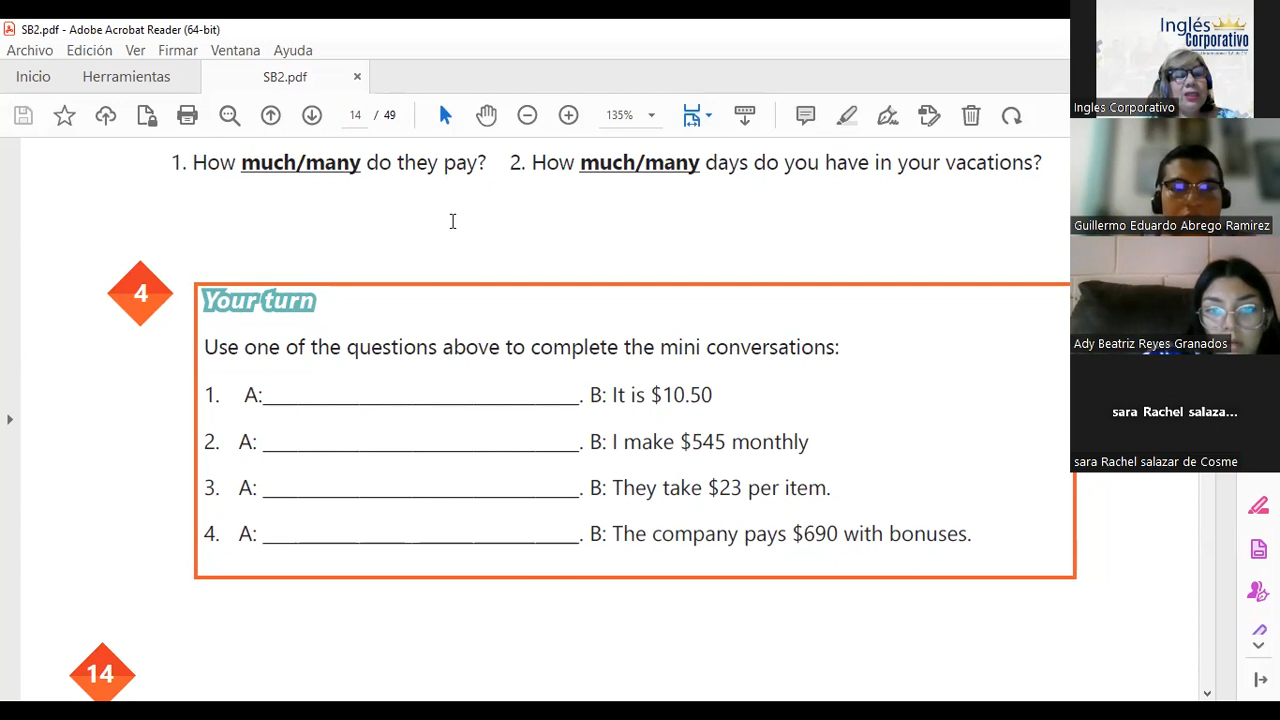 SB2.pdf - Adobe Acrobat Reader (64-bit)
Archivo Edición Ver Firmar Ventana Ayuda
Inicio Herramientas SB2.pdf ×
14 / 49 135%
1. How much/many do they pay? 2. How much/many days do you have in your vacations?
4
Your turn
Use one of the questions above to complete the mini conversations:
1. A:______________________________. B: It is $10.50
2. A: ______________________________. B: I make $545 monthly
3. A: ______________________________. B: They take $23 per item.
4. A: ______________________________. B: The company pays $690 with bonuses.
14
Inglés
Corporativo
Ingles Corporativo
Guillermo Eduardo Abrego Ramirez
Ady Beatriz Reyes Granados
sara Rachel salaza...
sara Rachel salazar de Cosme